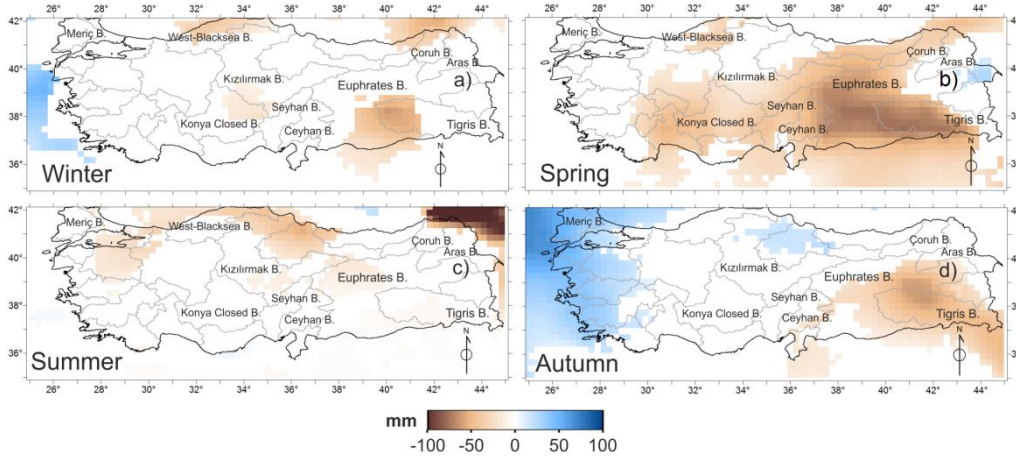 42°
40°
38°
36°
Meriç B.
West-Blacksea B.
Çoruh B.
Aras B.
Kızılırmak B.
Euphrates B.
a)
Seyhan B.
Konya Closed B.
Ceyhan B.
Tigris B.
N
Winter
26° 28° 30° 32° 34° 36° 38° 40° 42° 44°
Meriç B.
West-Blacksea B.
Çoruh B.
Aras B.
Kızılırmak B.
Euphrates B.
b)
Seyhan B.
Konya Closed B.
Ceyhan B.
Tigris B.
N
Spring
26° 28° 30° 32° 34° 36° 38° 40° 42° 44°
42°
40°
38°
36°
Meriç B.
West-Blacksea B.
Çoruh B.
Aras B.
Kızılırmak B.
Euphrates B.
c)
Seyhan B.
Konya Closed B.
Ceyhan B.
Tigris B.
N
Summer
26° 28° 30° 32° 34° 36° 38° 40° 42° 44°
Meriç B.
Çoruh B.
Aras B.
Kızılırmak B.
Euphrates B.
d)
Seyhan B.
Konya Closed B.
Ceyhan B.
Tigris B.
N
Autumn
26° 28° 30° 32° 34° 36° 38° 40° 42° 44°
mm
-100 -50 0 50 100